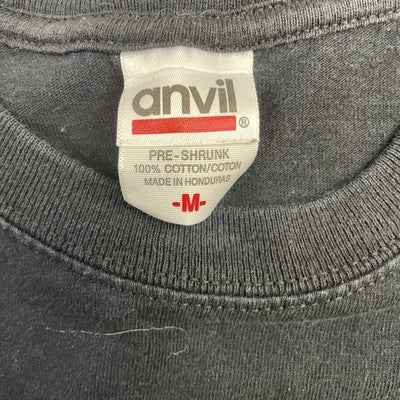 anvil
®
PRE-SHRUNK
100% COTTON/COTON
MADE IN HONDURAS
-M-